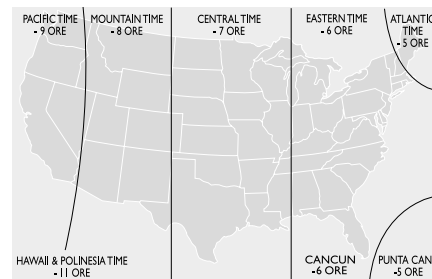 PACIFIC TIME
- 9 ORE
MOUNTAIN TIME
- 8 ORE
CENTRAL TIME
- 7 ORE
EASTERN TIME
- 6 ORE
ATLANTIC
TIME
- 5 ORE
HAWAII & POLINESIA TIME
- 11 ORE
CANCUN
-6 ORE
PUNTA CAN
-5 ORE